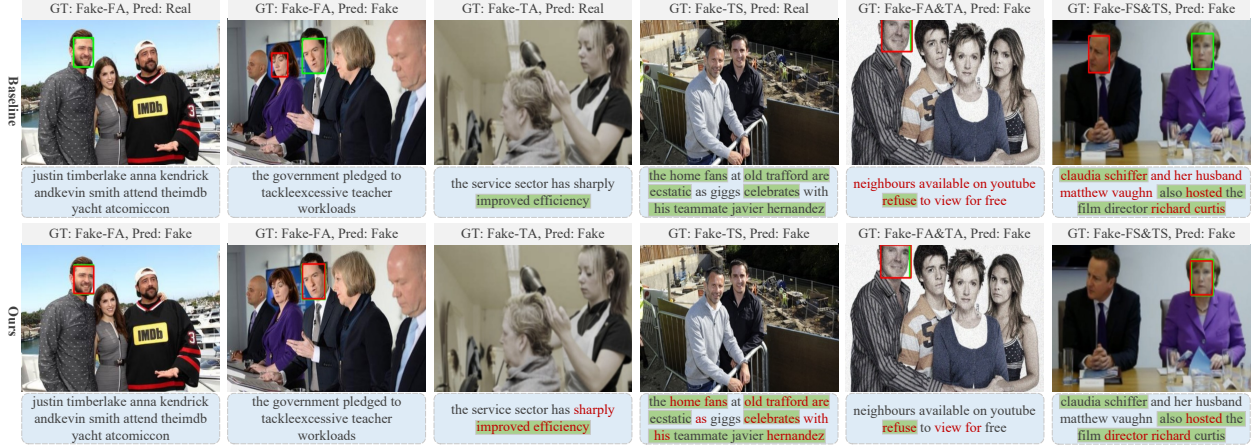 GT: Fake-FA, Pred: Real
GT: Fake-FA, Pred: Fake
GT: Fake-TA, Pred: Real
GT: Fake-TS, Pred: Real
GT: Fake-FA&TA, Pred: Fake
GT: Fake-FS&TS, Pred: Fake
Baseline
IMDb
3
justin timberlake anna kendrick
andkevin smith attend theimdb
yacht atcomiccon
the government pledged to
tackleexcessive teacher
workloads
the service sector has sharply
improved efficiency
the home fans at old trafford are
ecstatic as giggs celebrates with
his teammate javier hernandez
neighbours available on youtube
refuse to view for free
claudia schiffer and her husband
matthew vaughn also hosted the
film director richard curtis
GT: Fake-FA, Pred: Fake
GT: Fake-FA, Pred: Fake
GT: Fake-TA, Pred: Fake
GT: Fake-TS, Pred: Fake
GT: Fake-FA&TA, Pred: Fake
GT: Fake-FS&TS, Pred: Fake
Ours
IMDb
3
justin timberlake anna kendrick
andkevin smith attend theimdb
yacht atcomiccon
the government pledged to
tackleexcessive teacher
workloads
the service sector has sharply
improved efficiency
the home fans at old trafford are
ecstatic as giggs celebrates with
his teammate javier hernandez
neighbours available on youtube
refuse to view for free
claudia schiffer and her husband
matthew vaughn also hosted the
film director richard curtis